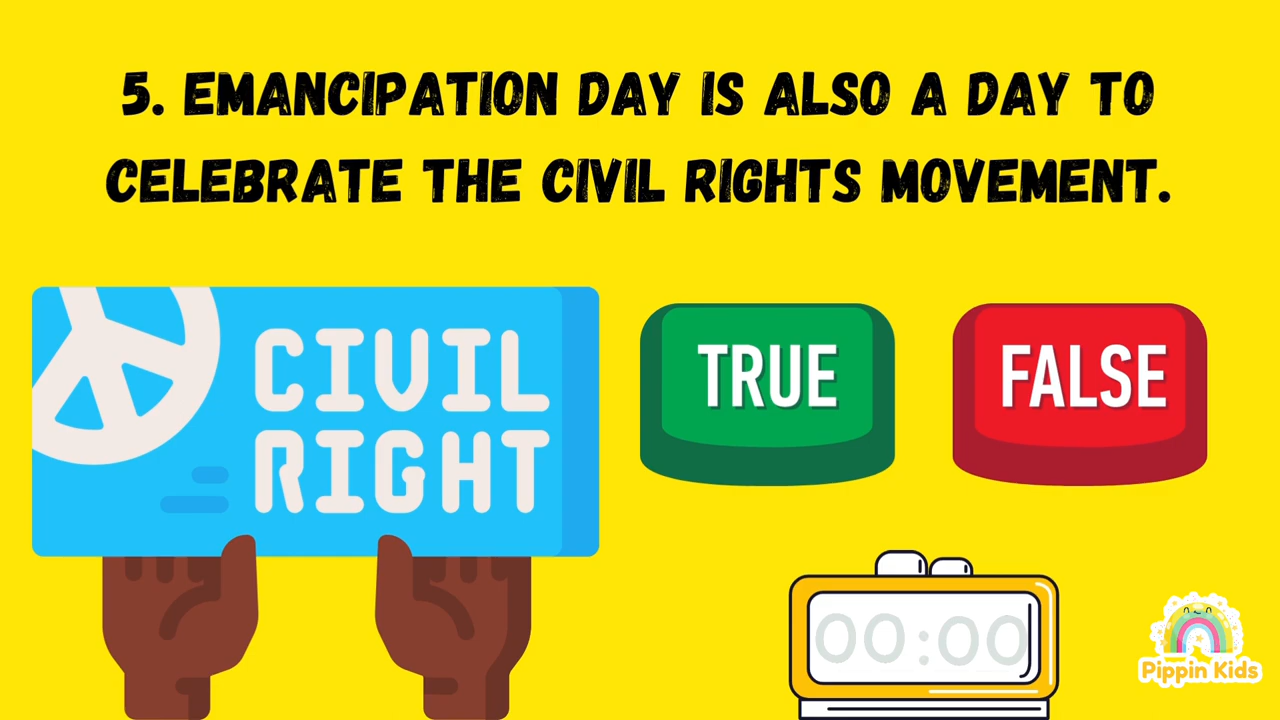 5. EMANCIPATION DAY IS ALSO A DAY TO
CELEBRATE THE CIVIL RIGHTS MOVEMENT.
CIVIL
RIGHT
TRUE
FALSE
00:00
Pippin Kids